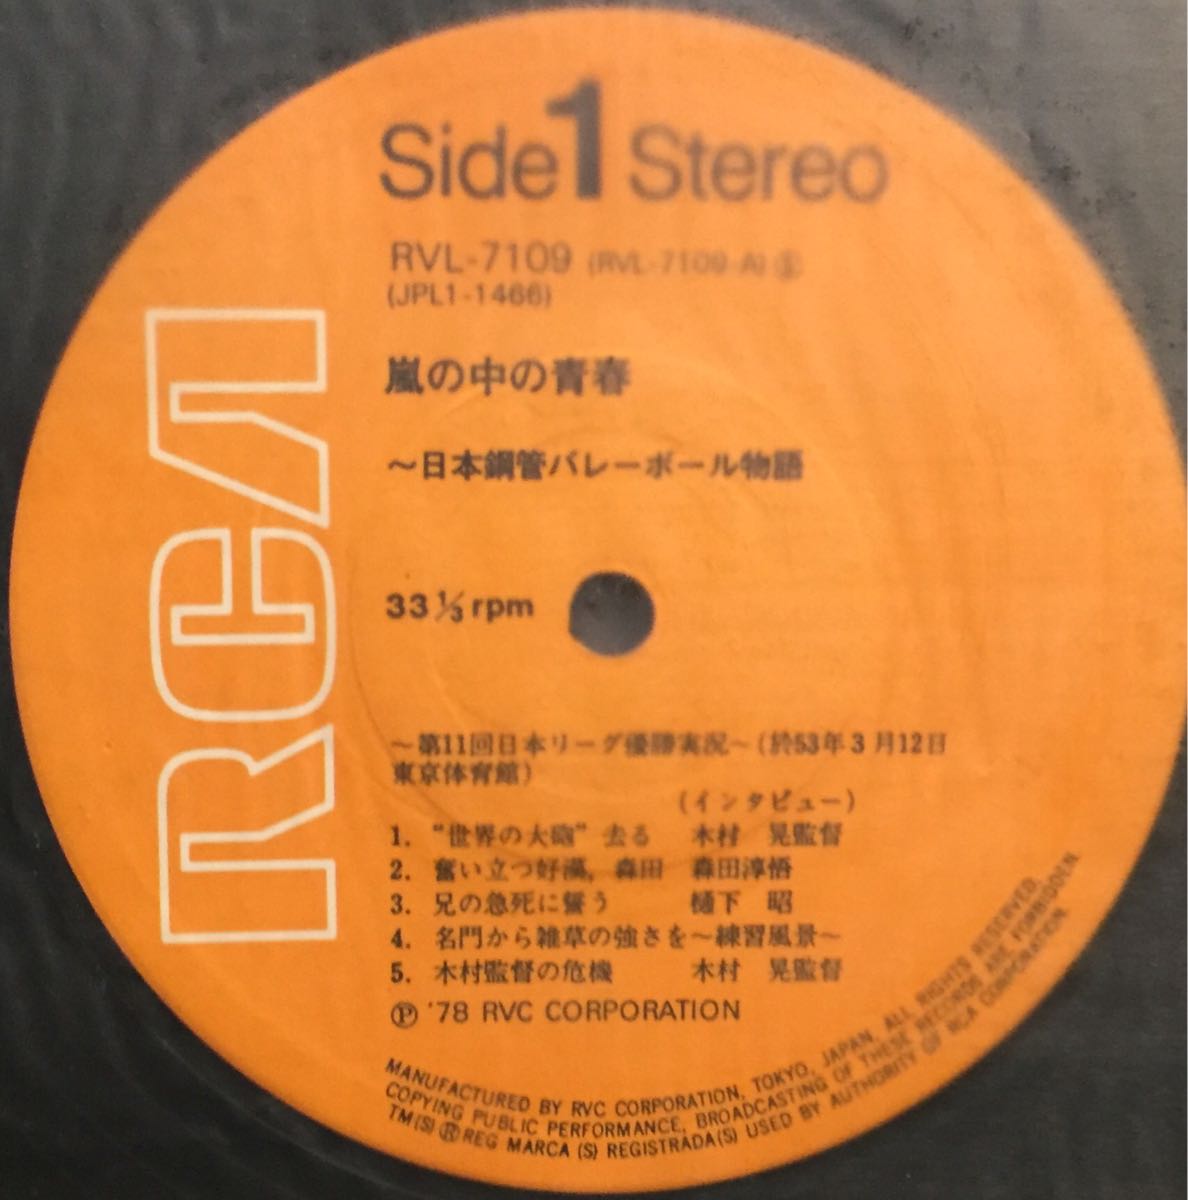 Side 1 Stereo
RVL-7109 (RVL-7109-A) Ⓢ
(JPL1-1466)
嵐の中の青春
～日本鋼管バレーボール物語
RCA
33 1/3 rpm
～第11回日本リーグ優勝実況～(於53年3月12日
東京体育館)
(インタビュー)
1. “世界の大砲”去る 木村 晃監督
2. 奮い立つ好漢, 森田 森田淳悟
3. 兄の急死に誓う 樋下 昭
4. 名門から雑草の強さを～練習風景～
5. 木村監督の危機 木村 晃監督
Ⓟ '78 RVC CORPORATION
MANUFACTURED BY RVC CORPORATION, TOKYO, JAPAN, ALL RIGHTS RESERVED,
COPYING PUBLIC PERFORMANCE, BROADCASTING OF THESE RECORDS ARE FORBIDDEN.
TM(S) ® REG MARCA (S) REGISTRADA(S) USED BY AUTHORITY OF RCA CORPORATION.